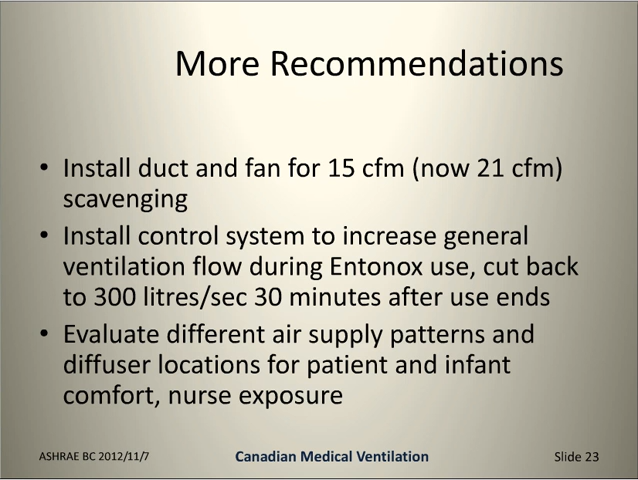 More Recommendations
• Install duct and fan for 15 cfm (now 21 cfm)
scavenging
• Install control system to increase general
ventilation flow during Entonox use, cut back
to 300 litres/sec 30 minutes after use ends
• Evaluate different air supply patterns and
diffuser locations for patient and infant
comfort, nurse exposure
ASHRAE BC 2012/11/7 Canadian Medical Ventilation Slide 23